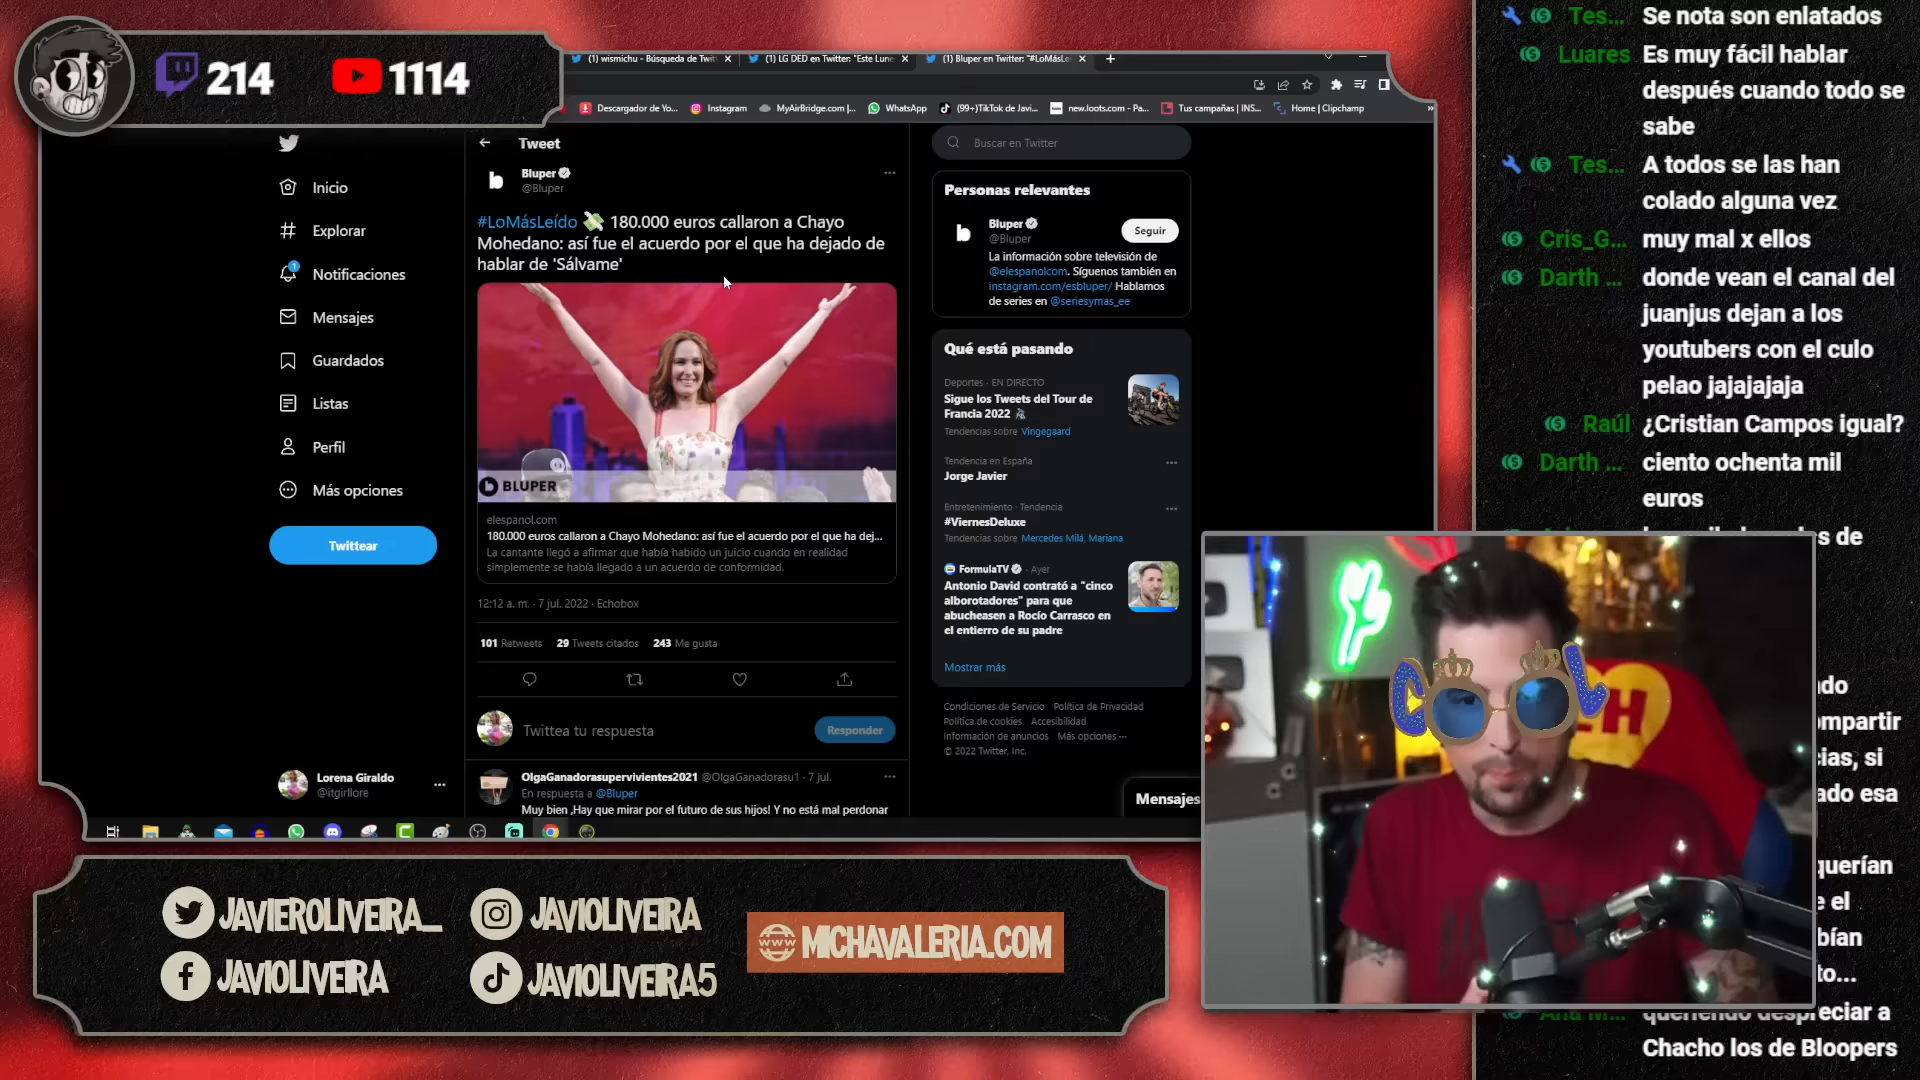 214
1114
(1) wismichu - Búsqueda de Twit
(1) LG DED en Twitter: "Este Lune
(1) Bluper en Twitter: "#LoMásLe
Descargador de Yo...
Instagram
MyAirBridge.com |...
WhatsApp
(99+)TikTok de Javi...
new.loots.com - Pa...
Tus campañas | INS...
Home | Clipchamp
Inicio
Explorar
Notificaciones
Mensajes
Guardados
Listas
Perfil
Más opciones
Twittear
Lorena Giraldo
@itgirllore
Tweet
Bluper
@Bluper
#LoMásLeído 💸 180.000 euros callaron a Chayo
Mohedano: así fue el acuerdo por el que ha dejado de
hablar de 'Sálvame'
BLUPER
elespanol.com
180.000 euros callaron a Chayo Mohedano: así fue el acuerdo por el que ha dej...
La cantante llegó a afirmar que había habido un juicio cuando en realidad
simplemente se había llegado a un acuerdo de conformidad.
12:12 a. m. · 7 jul. 2022 · Echobox
101 Retweets 29 Tweets citados 243 Me gusta
Twittea tu respuesta
Responder
OlgaGanadorasupervivientes2021 @OlgaGanadorasu1 · 7 jul.
En respuesta a @Bluper
Muy bien ,Hay que mirar por el futuro de sus hijos! Y no está mal perdonar
Buscar en Twitter
Personas relevantes
Bluper
@Bluper
Seguir
La información sobre televisión de
@elespanolcom. Síguenos también en
instagram.com/esbluper/ Hablamos
de series en @seriesymas_ee
Qué está pasando
Deportes · EN DIRECTO
Sigue los Tweets del Tour de
Francia 2022
Tendencias sobre Vingegaard
Tendencia en España
Jorge Javier
Entretenimiento · Tendencia
#ViernesDeluxe
Tendencias sobre Mercedes Milá, Mariana
FormulaTV · Ayer
Antonio David contrató a "cinco
alborotadores" para que
abucheasen a Rocío Carrasco en
el entierro de su padre
Mostrar más
Condiciones de Servicio Política de Privacidad
Política de cookies Accesibilidad
Información de anuncios Más opciones ···
© 2022 Twitter, Inc.
Mensajes
Tes... Se nota son enlatados
Luares Es muy fácil hablar
después cuando todo se
sabe
Tes... A todos se las han
colado alguna vez
Cris_G... muy mal x ellos
Darth ... donde vean el canal del
juanjus dejan a los
youtubers con el culo
pelao jajajajaja
Raúl ¿Cristian Campos igual?
Darth ... ciento ochenta mil
euros
de
querían
el
queriendo despreciar a
Chacho los de Bloopers
CH
JAVIEROLIVEIRA_
JAVIOLIVEIRA
JAVIOLIVEIRA
JAVIOLIVEIRA5
WWW
MICHAVALERIA.COM